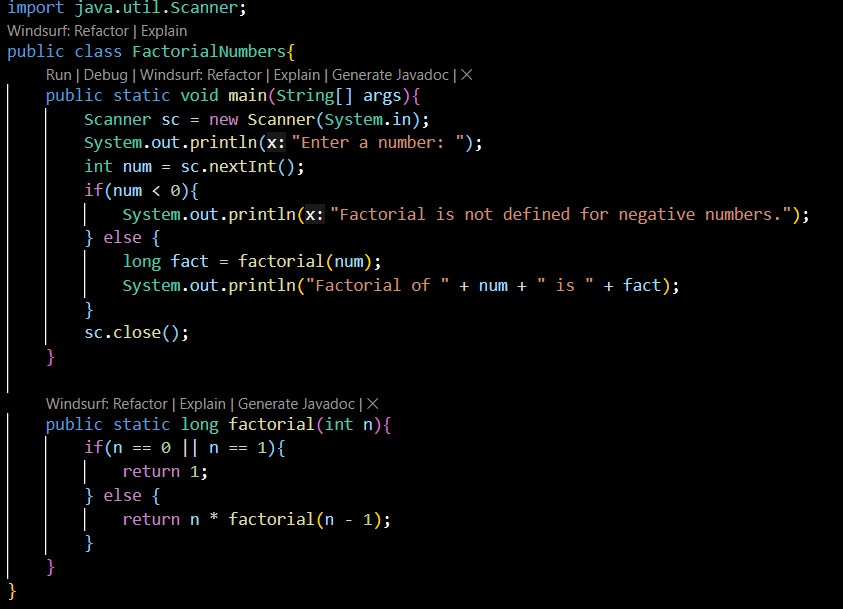 import java.util.Scanner;
Windsurf: Refactor | Explain
public class FactorialNumbers{
Run | Debug | Windsurf: Refactor | Explain | Generate Javadoc | ✕
public static void main(String[] args){
Scanner sc = new Scanner(System.in);
System.out.println(x: "Enter a number: ");
int num = sc.nextInt();
if(num < 0){
System.out.println(x: "Factorial is not defined for negative numbers.");
} else {
long fact = factorial(num);
System.out.println("Factorial of " + num + " is " + fact);
}
sc.close();
}
Windsurf: Refactor | Explain | Generate Javadoc | ✕
public static long factorial(int n){
if(n == 0 || n == 1){
return 1;
} else {
return n * factorial(n - 1);
}
}
}